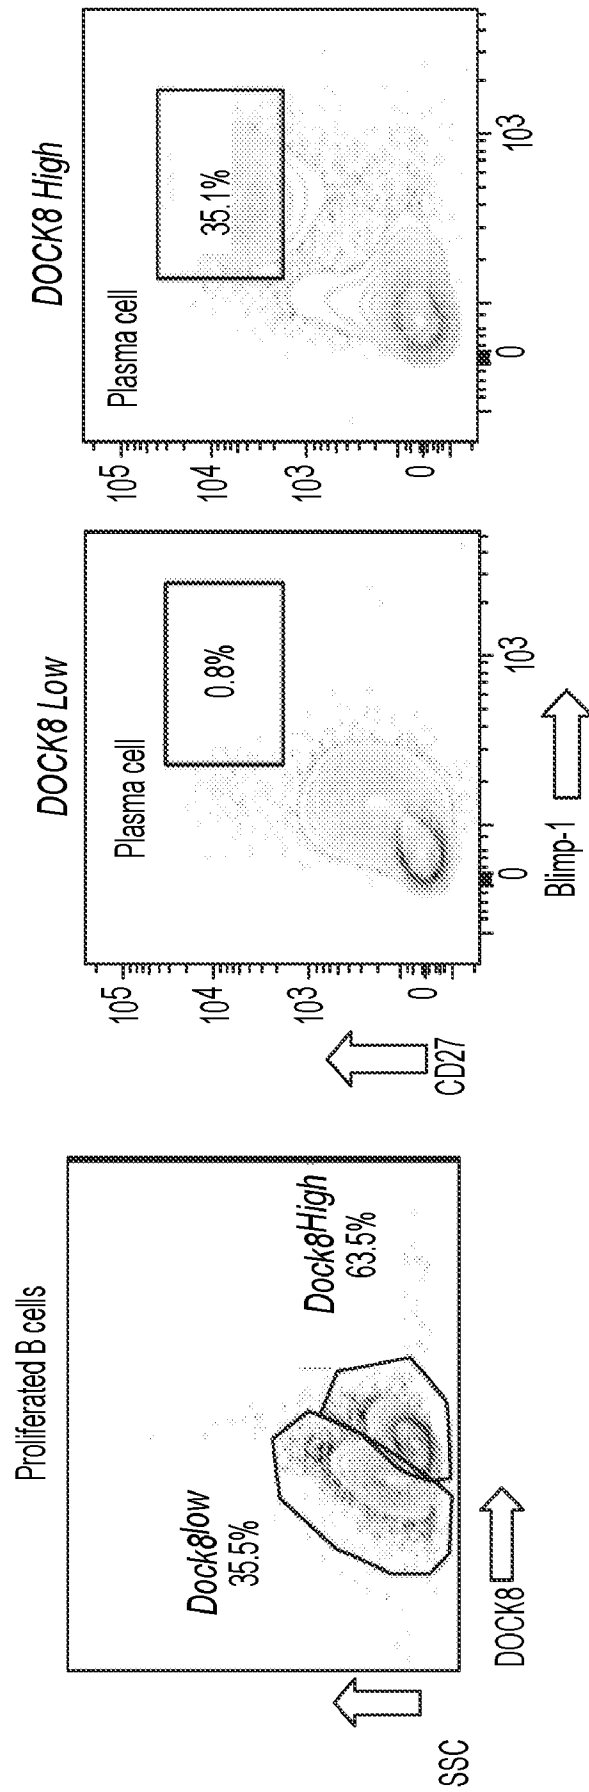 Proliferated B cells
Dock8low
35.5%
Dock8High
63.5%
SSC
DOCK8
DOCK8 Low
Plasma cell
0.8%
10⁵
10⁴
10³
0
0
10³
CD27
Blimp-1
DOCK8 High
Plasma cell
35.1%
10⁵
10⁴
10³
0
0
10³